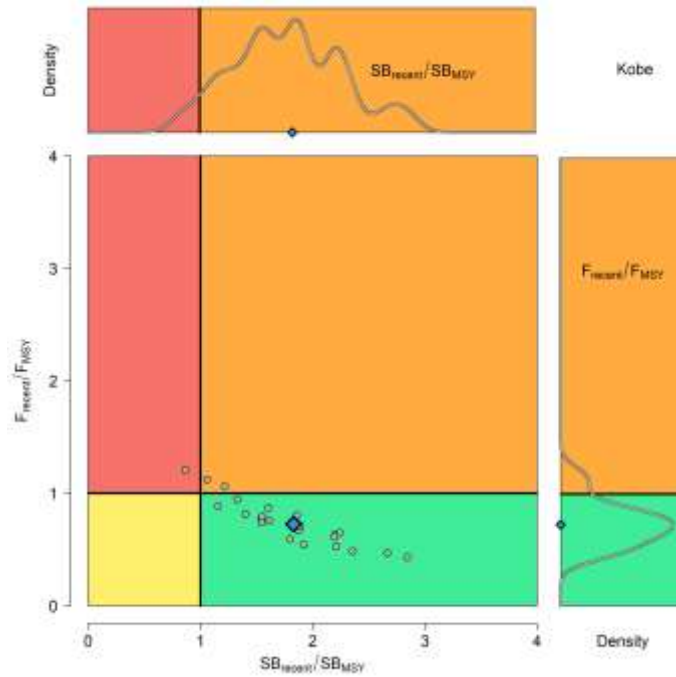 Density
SBrecent/SBMSY
Kobe
4
3
2
1
0
Frecent/FMSY
Frecent/FMSY
0
1
2
3
4
SBrecent/SBMSY
Density